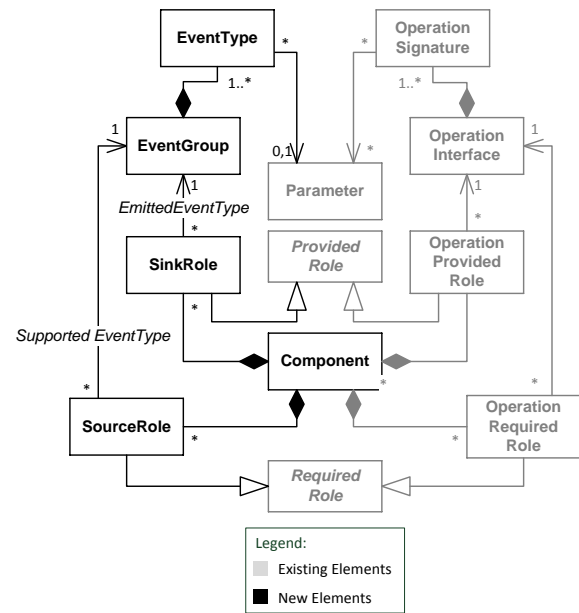 EventType
*
*
Operation
Signature
1..*
1..*
1
0,1
*
1
EventGroup
Operation
Interface
Parameter
1
1
EmittedEventType
*
*
SinkRole
Provided
Role
Operation
Provided
Role
*
Supported EventType
Component
*
*
*
SourceRole
*
*
Operation
Required
Role
Required
Role
Legend:
Existing Elements
New Elements